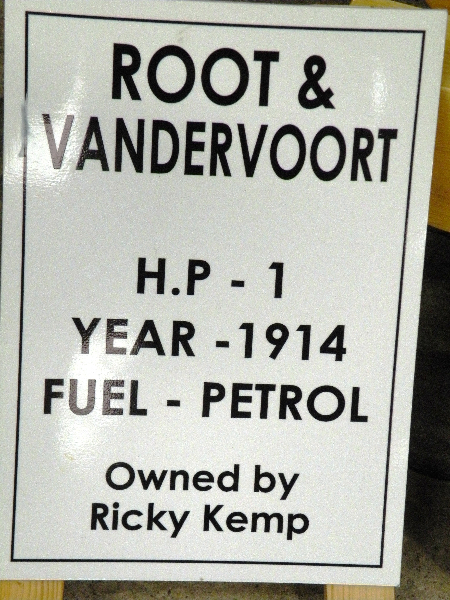 ROOT &
VANDERVOORT
H.P - 1
YEAR -1914
FUEL - PETROL
Owned by
Ricky Kemp